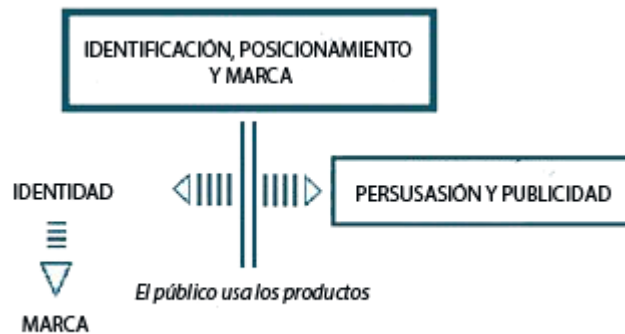 IDENTIFICACIÓN, POSICIONAMIENTO
Y MARCA
IDENTIDAD
PERSUSASIÓN Y PUBLICIDAD
El público usa los productos
MARCA